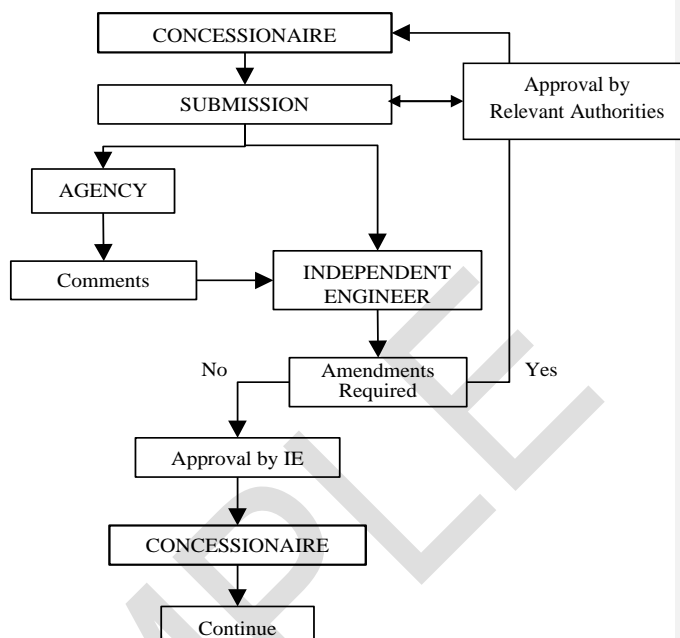 CONCESSIONAIRE
Approval by
Relevant Authorities
SUBMISSION
AGENCY
Comments
INDEPENDENT
ENGINEER
No
Amendments
Required
Yes
Approval by IE
CONCESSIONAIRE
Continue
MPLE